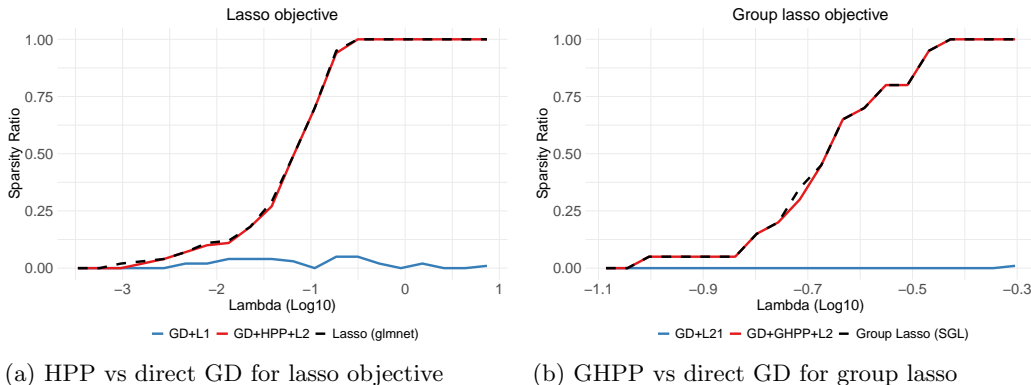 Lasso objective
1.00
0.75
0.50
0.25
0.00
Sparsity Ratio
−3
−2
−1
0
1
Lambda (Log10)
GD+L1 GD+HPP+L2 Lasso (glmnet)
(a) HPP vs direct GD for lasso objective
Group lasso objective
1.00
0.75
0.50
0.25
0.00
Sparsity Ratio
−1.1
−0.9
−0.7
−0.5
−0.3
Lambda (Log10)
GD+L21 GD+GHPP+L2 Group Lasso (SGL)
(b) GHPP vs direct GD for group lasso